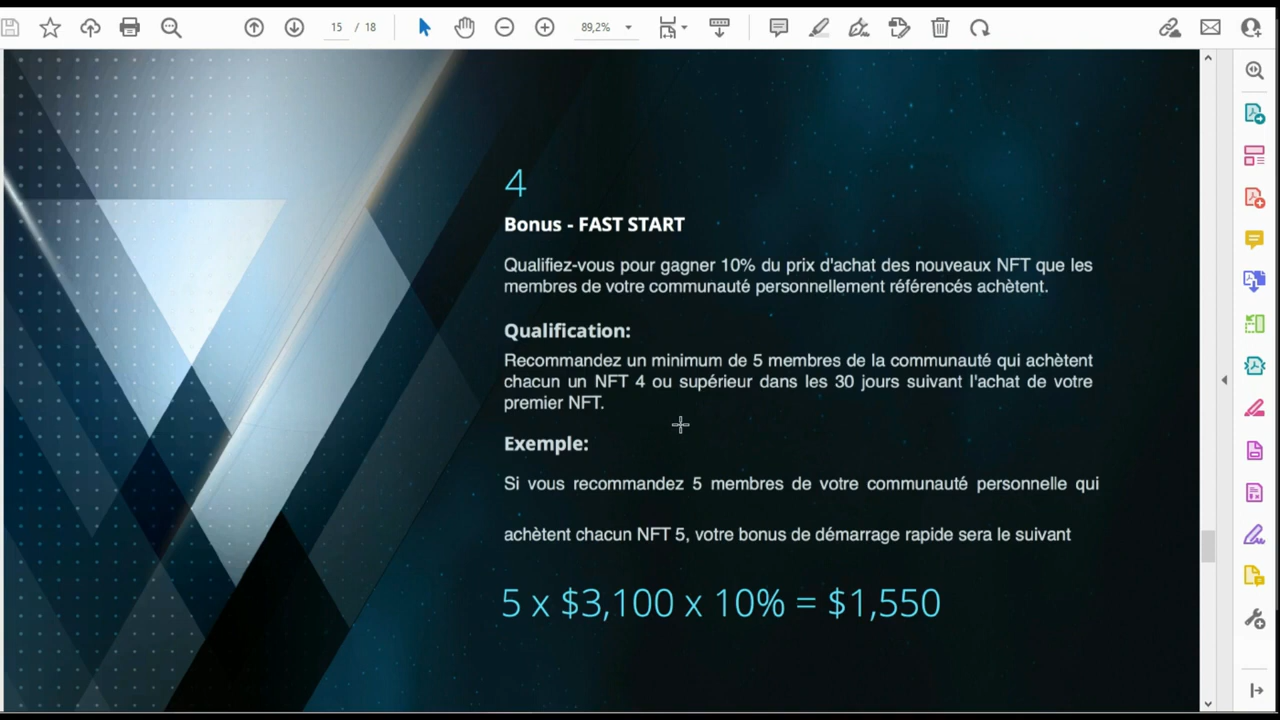 15 / 18
89,2%
4
Bonus - FAST START
Qualifiez-vous pour gagner 10% du prix d'achat des nouveaux NFT que les
membres de votre communauté personnellement référencés achètent.
Qualification:
Recommandez un minimum de 5 membres de la communauté qui achètent
chacun un NFT 4 ou supérieur dans les 30 jours suivant l'achat de votre
premier NFT.
Exemple:
Si vous recommandez 5 membres de votre communauté personnelle qui
achètent chacun NFT 5, votre bonus de démarrage rapide sera le suivant
5 x $3,100 x 10% = $1,550